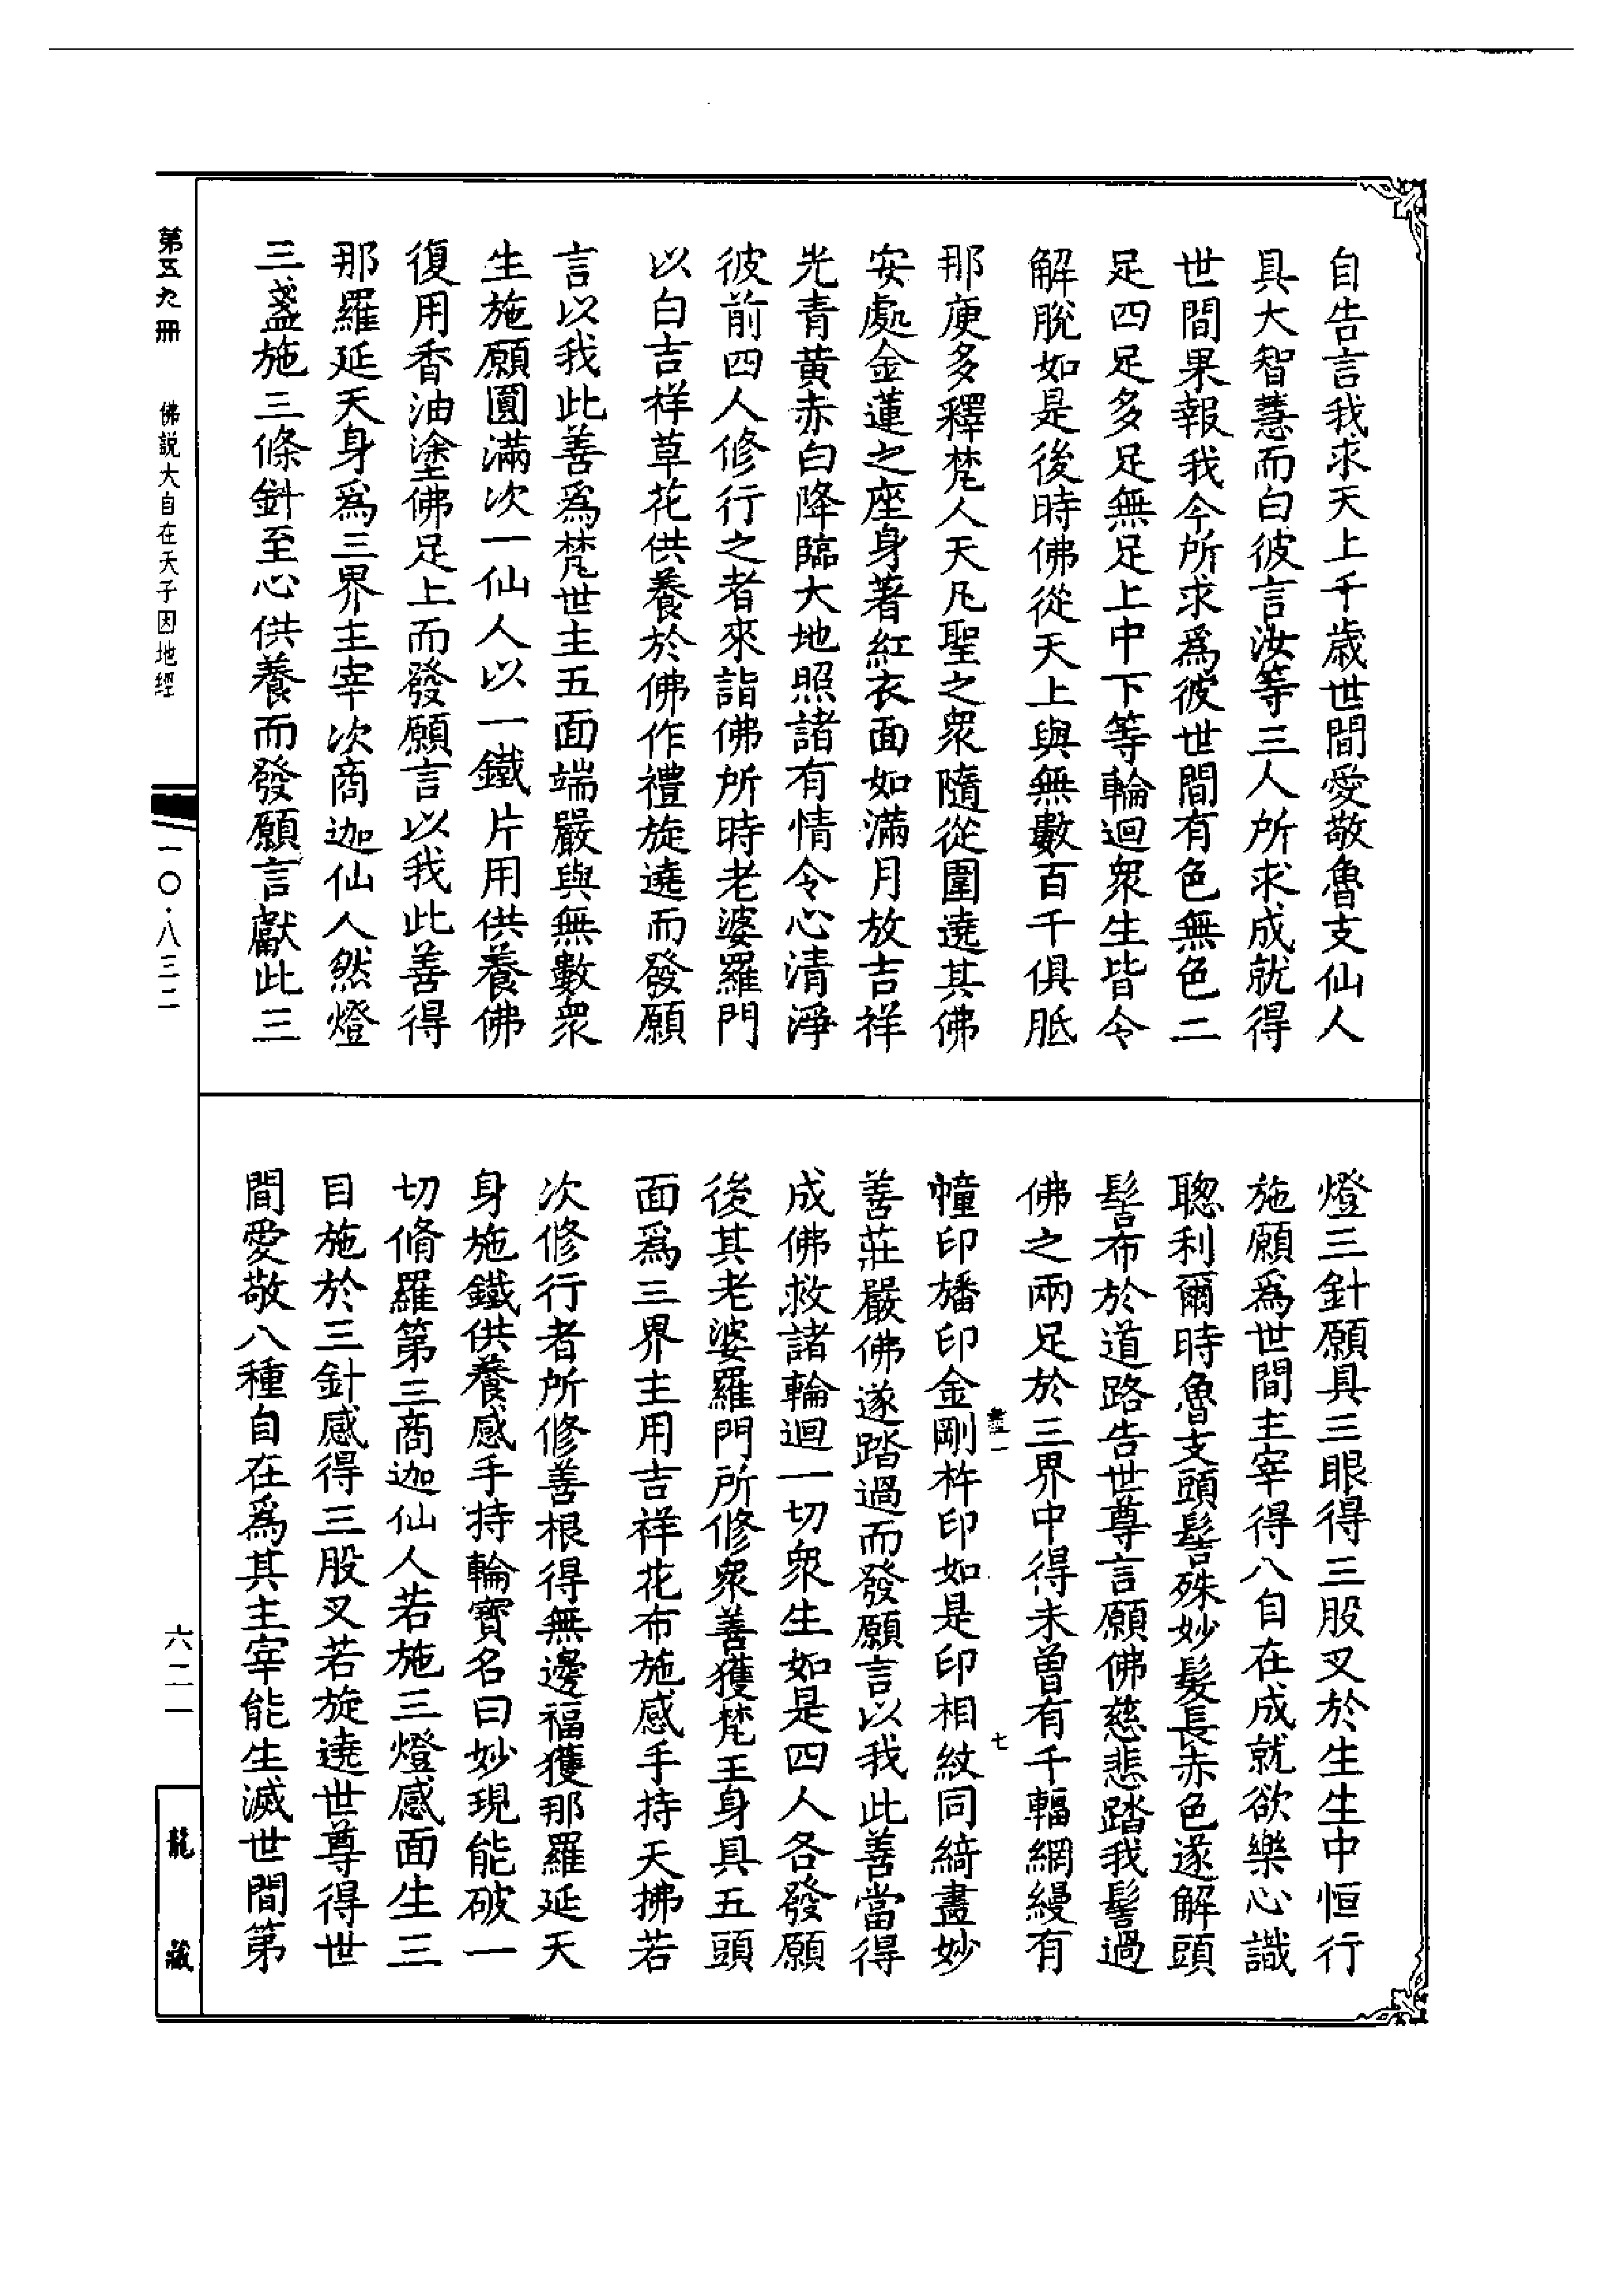 自告言我求天上千歲世間愛敬魯支仙人
具大智慧而白彼言汝等三人所求成就得
世間果報我今所求爲彼世間有色無色二
足四足多足無足上中下等輪迴衆生皆令
解脫如是後時佛從天上與無數百千俱胝
那庾多釋梵人天凡聖之衆隨從圍遶其佛
安處金蓮之座身著紅衣面如滿月放吉祥
光青黄赤白降臨大地照諸有情令心清淨
彼前四人修行之者來詣佛所時老婆羅門
以白吉祥草花供養於佛作禮旋遶而發願
言以我此善爲梵世主五面端嚴與無數衆
生施願圓滿次一仙人以一鐵片用供養佛
復用香油塗佛足上而發願言以我此善得
那羅延天身爲三界主宰次商迦仙人然燈
三盞施三條針至心供養而發願言獻此三
燈三針願具三眼得三股叉於生生中恒行
施願爲世間主宰得八自在成就欲樂心識
聰利爾時魯支頭髻殊妙髮長赤色遂解頭
髻布於道路告世尊言願佛慈悲踏我髻過
佛之兩足於三界中得未曾有千輻網縵有
幢印旛印金剛杵印如是印相紋同綺畫妙
善莊嚴佛遂踏過而發願言以我此善當得
成佛救諸輪迴一切衆生如是四人各發願
後其老婆羅門所修衆善獲梵王身具五頭
面爲三界主用吉祥花布施感手持天拂若
次修行者所修善根得無邊福獲那羅延天
身施鐵供養感手持輪寶名曰妙現能破一
切脩羅第三商迦仙人若施三燈感面生三
目施於三針感得三股叉若旋遶世尊得世
間愛敬八種自在爲其主宰能生滅世間第
七
第五九冊
佛説大自在天子因地經
一〇·八三二
六二一
龍藏